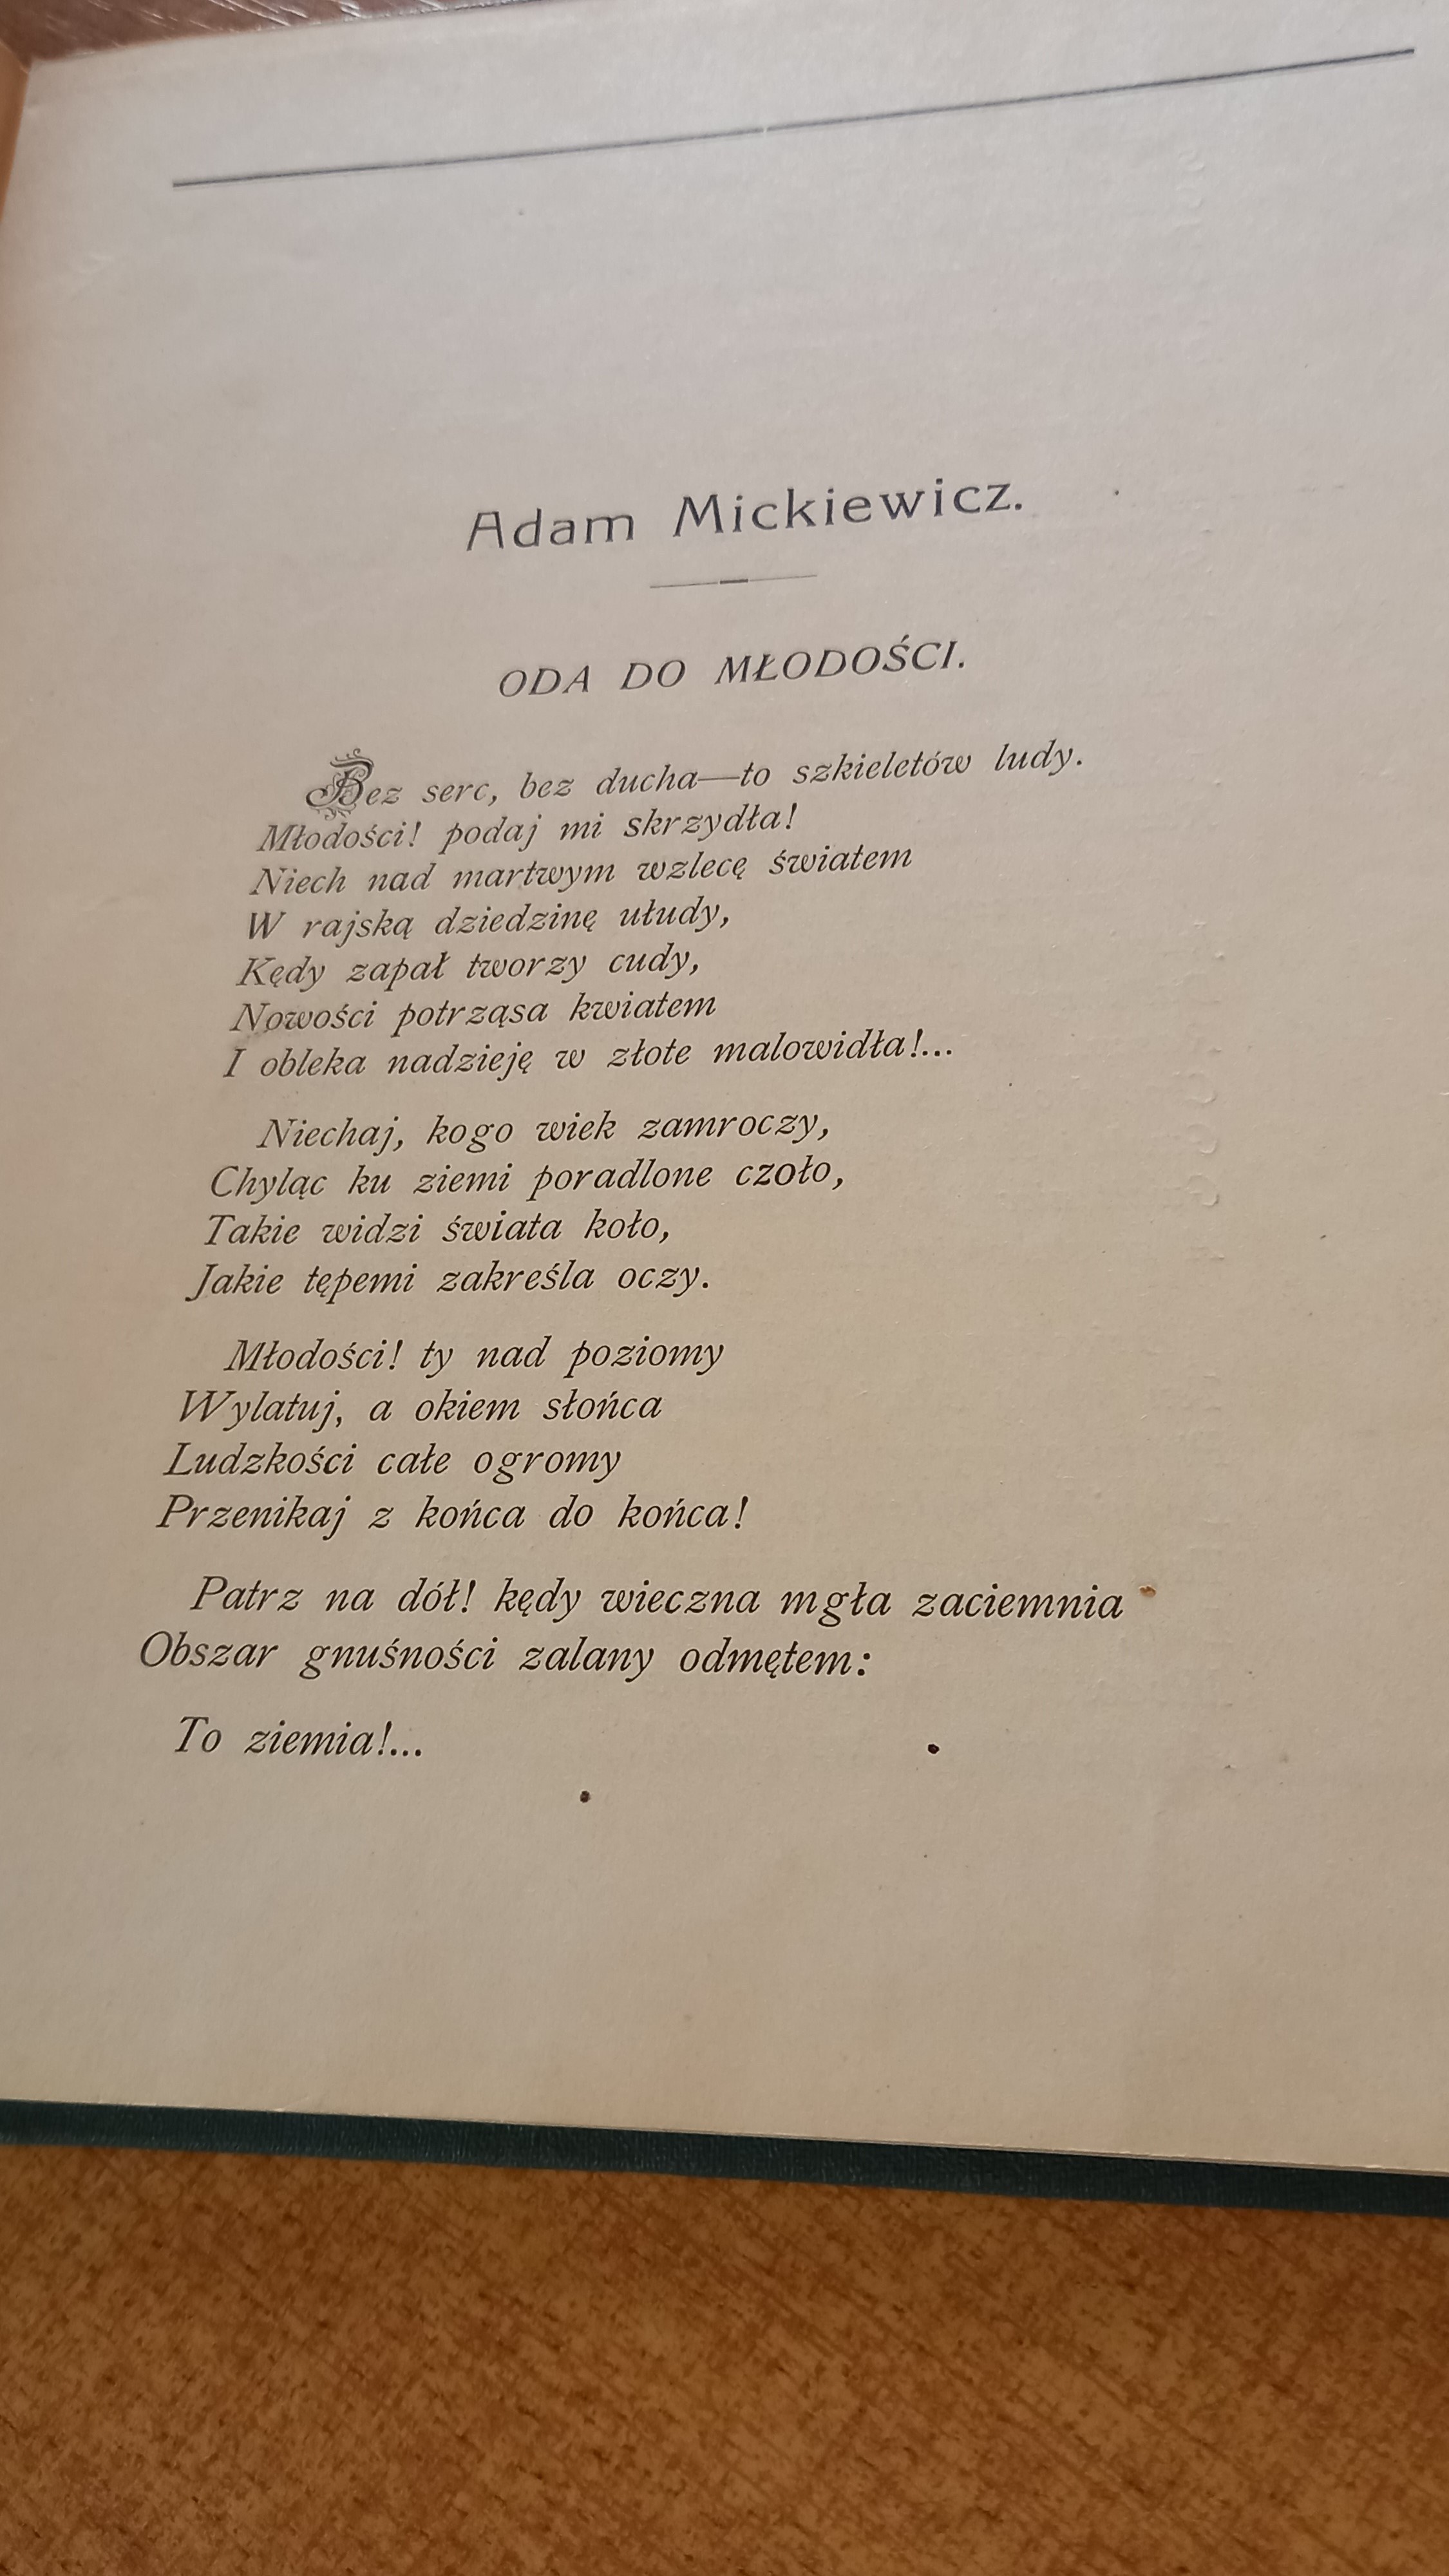 Adam Mickiewicz.
ODA DO MŁODOŚCI.
Bez serc, bez ducha—to szkieletów ludy.
Młodości! podaj mi skrzydła!
Niech nad martwym wzlecę światem
W rajską dziedzinę ułudy,
Kędy zapał tworzy cudy,
Nowości potrząsa kwiatem
I obleka nadzieję w złote malowidła!...
Niechaj, kogo wiek zamroczy,
Chyląc ku ziemi poradlone czoło,
Takie widzi świata koło,
Jakie tępemi zakreśla oczy.
Młodości! ty nad poziomy
Wylatuj, a okiem słońca
Ludzkości całe ogromy
Przenikaj z końca do końca!
Patrz na dół! kędy wieczna mgła zaciemnia
Obszar gnuśności zalany odmętem:
To ziemia!...